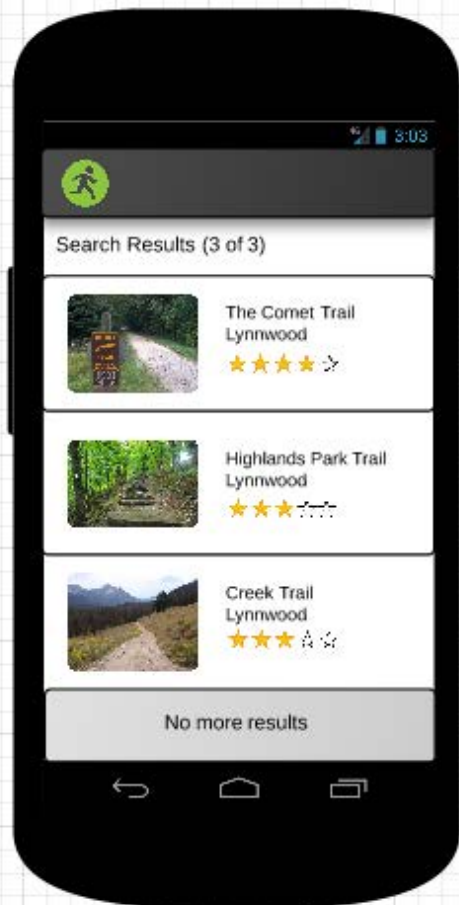 3:03
Search Results (3 of 3)
The Comet Trail
Lynnwood
Highlands Park Trail
Lynnwood
Creek Trail
Lynnwood
No more results